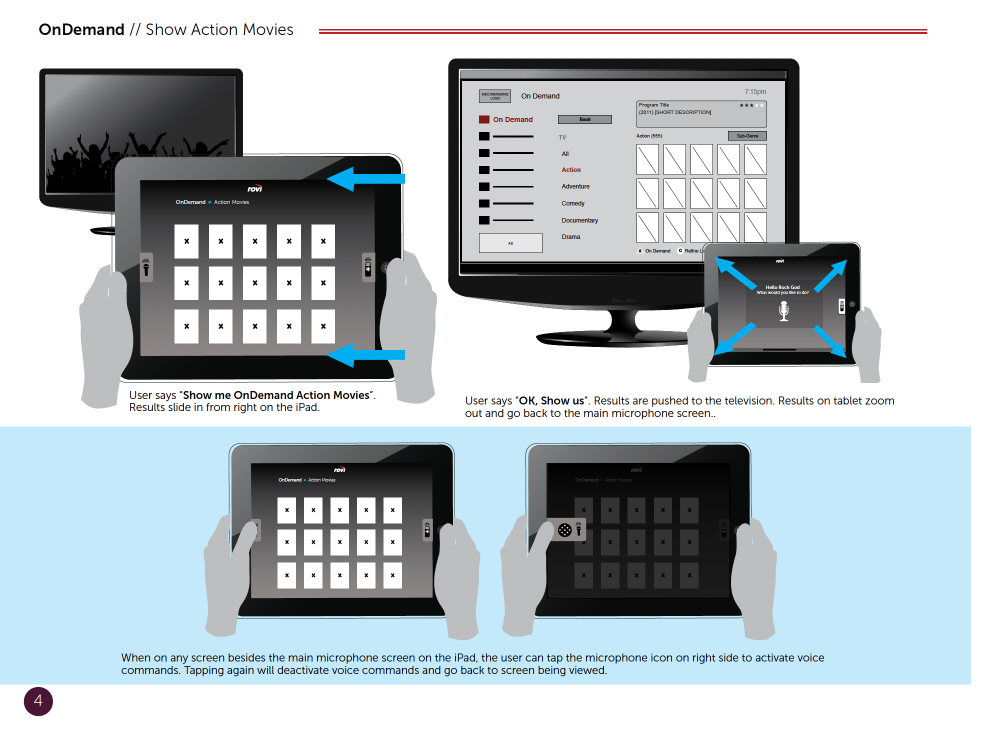 OnDemand // Show Action Movies
rovi
OnDemand Action Movies
x x x x x
x x x x x
x x x x x
User says "Show me OnDemand Action Movies".
Results slide in from right on the iPad.
MSO BRANDING
LOGO
On Demand
7:15pm
On Demand
Back
TV
All
Action
Adventure
Comedy
Documentary
Drama
AD
Program Title
(2011) [SHORT DESCRIPTION]
Action (555)
Sub-Genre
A On Demand C Refine
rovi
Hello Rock God
What would you like to do?
User says "OK, Show us". Results are pushed to the television. Results on tablet zoom
out and go back to the main microphone screen..
rovi
OnDemand Action Movies
x x x x x
x x x x x
x x x x x
rovi
OnDemand Action Movies
x x x x x
x x x x
x x x x x
When on any screen besides the main microphone screen on the iPad, the user can tap the microphone icon on right side to activate voice
commands. Tapping again will deactivate voice commands and go back to screen being viewed.
4